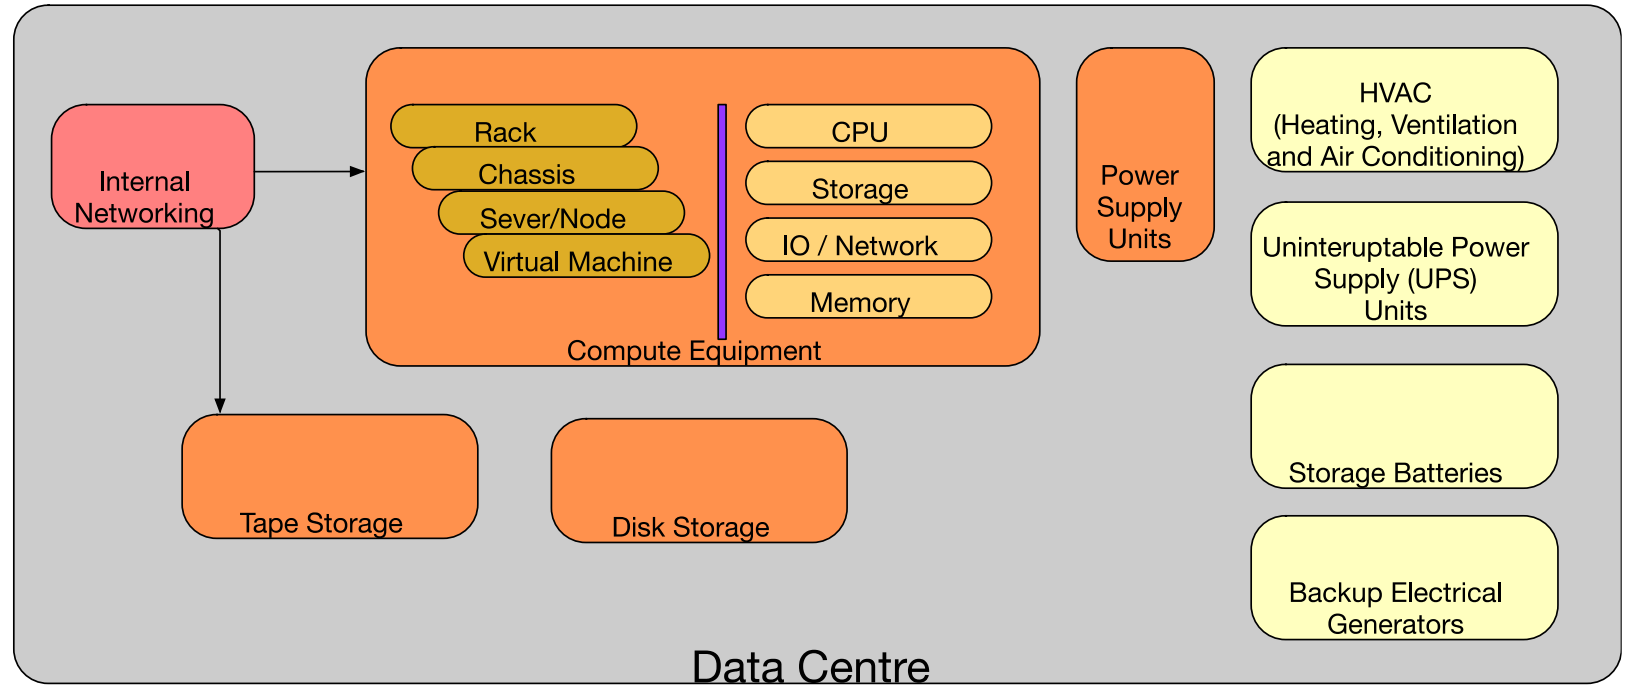 Internal
Networking
Rack
Chassis
Sever/Node
Virtual Machine
CPU
Storage
IO / Network
Memory
Compute Equipment
Power
Supply
Units
HVAC
(Heating, Ventilation
and Air Conditioning)
Uninteruptable Power
Supply (UPS)
Units
Tape Storage
Disk Storage
Storage Batteries
Backup Electrical
Generators
Data Centre